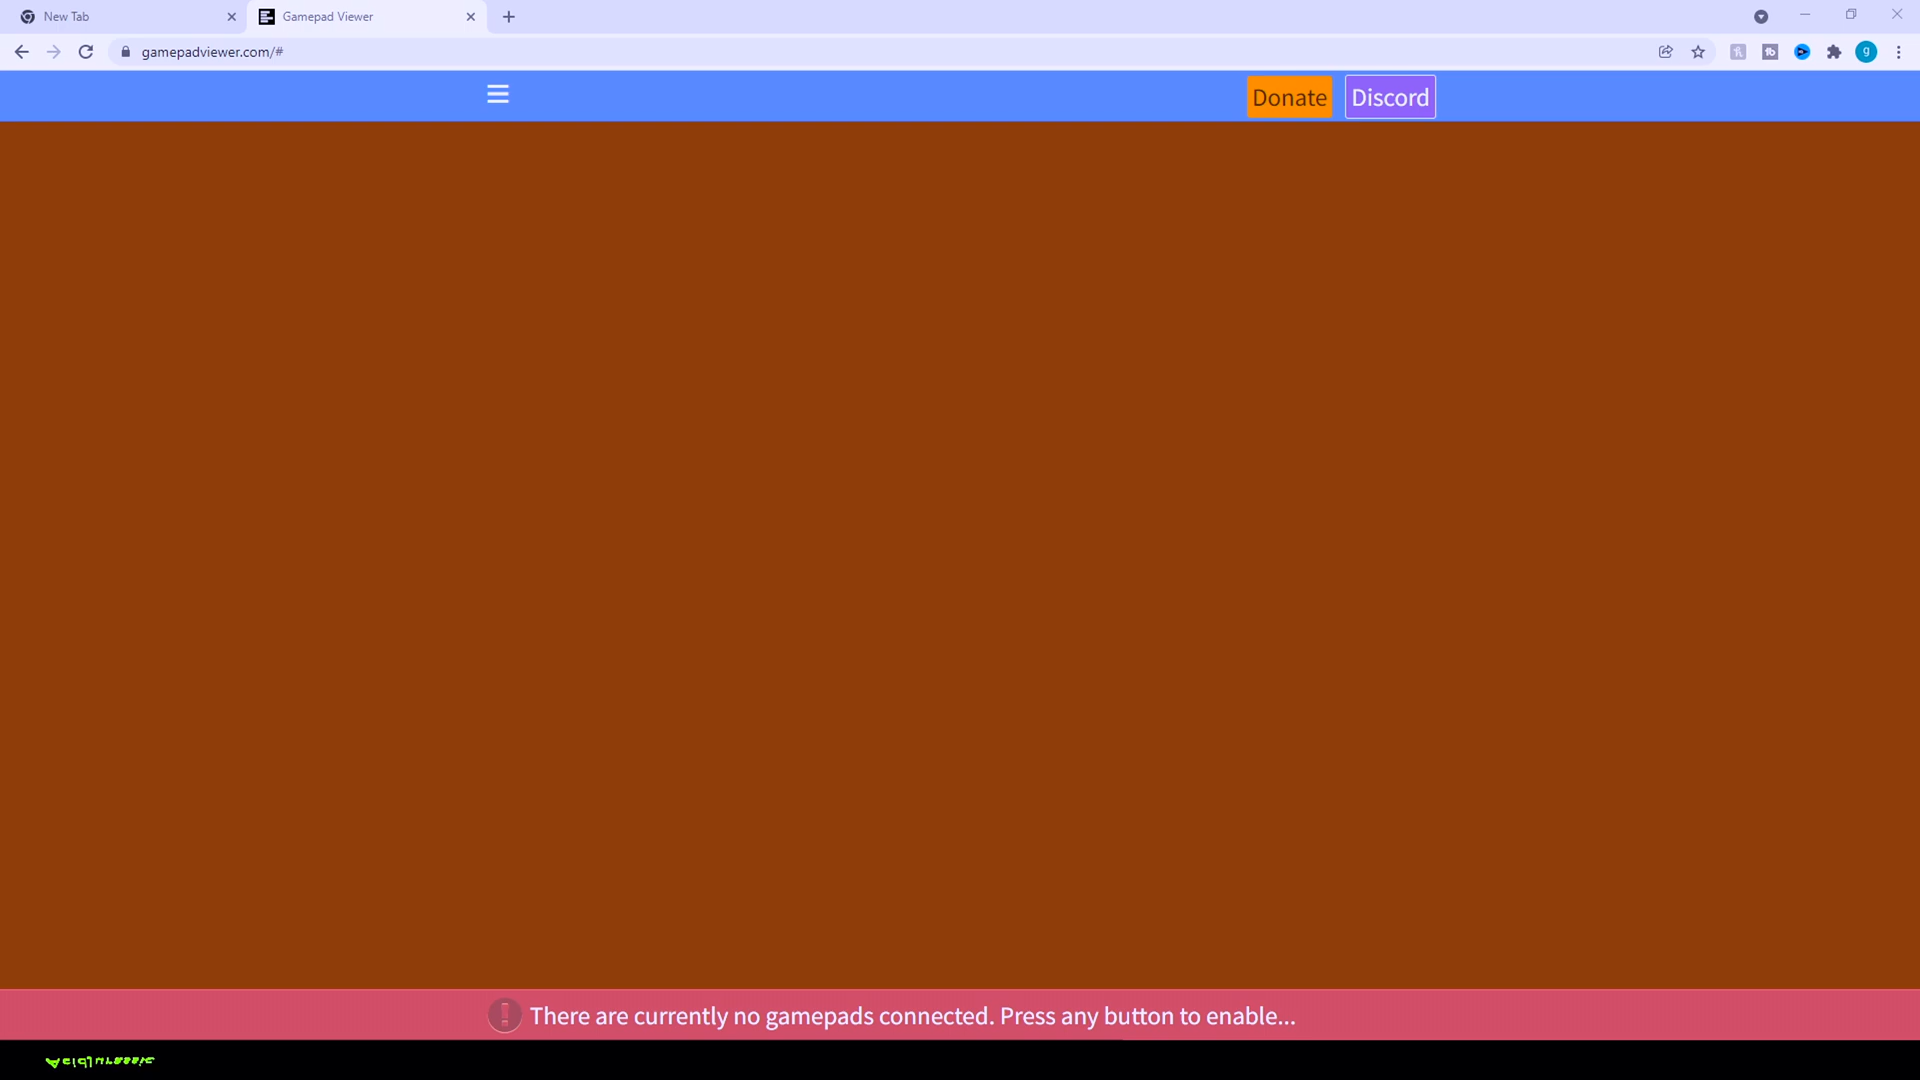 New Tab
Gamepad Viewer
gamepadviewer.com/#
g
Donate
Discord
There are currently no gamepads connected. Press any button to enable...
AcidJurassic